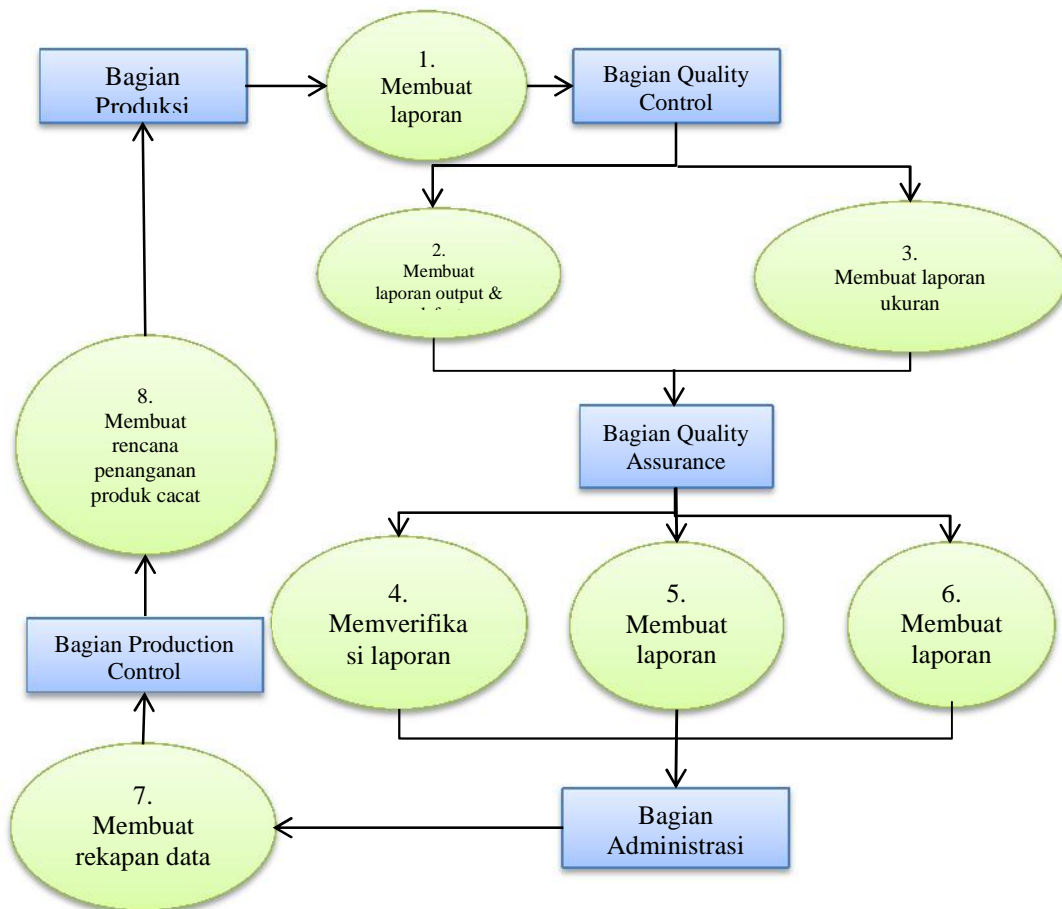 Bagian
Produksi
1.
Membuat
laporan
Bagian Quality
Control
2.
Membuat
laporan output &
3.
Membuat laporan
ukuran
8.
Membuat
rencana
penanganan
produk cacat
Bagian Quality
Assurance
4.
Memverifika
si laporan
5.
Membuat
laporan
6.
Membuat
laporan
Bagian Production
Control
7.
Membuat
rekapan data
Bagian
Administrasi